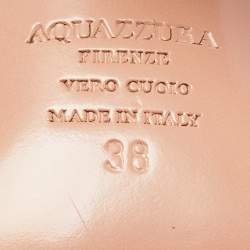 AQUAZZURA
FIRENZE
VERO CUOIO
MADE IN ITALY
38